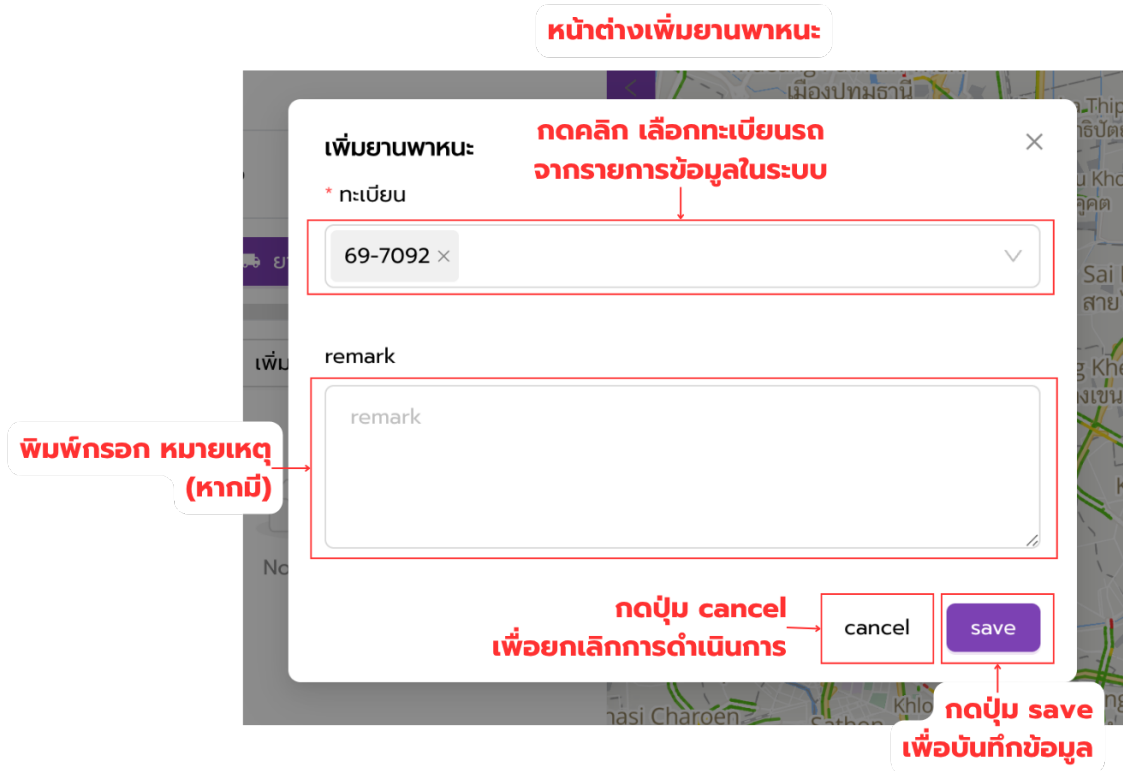 หน้าต่างเพิ่มยานพาหนะ
เมืองปทุมธานี
เพิ่มยานพาหนะ
กดคลิก เลือกทะเบียนรถ
จากรายการข้อมูลในระบบ
* ทะเบียน
69-7092
Sai
สาย
เพิ่ม
remark
remark
พิมพ์กรอก หมายเหตุ
(หากมี)
No
กดปุ่ม cancel
เพื่อยกเลิกการดำเนินการ
cancel
save
nasi Charoen
Sathon
Khlo
กดปุ่ม save
เพื่อบันทึกข้อมูล